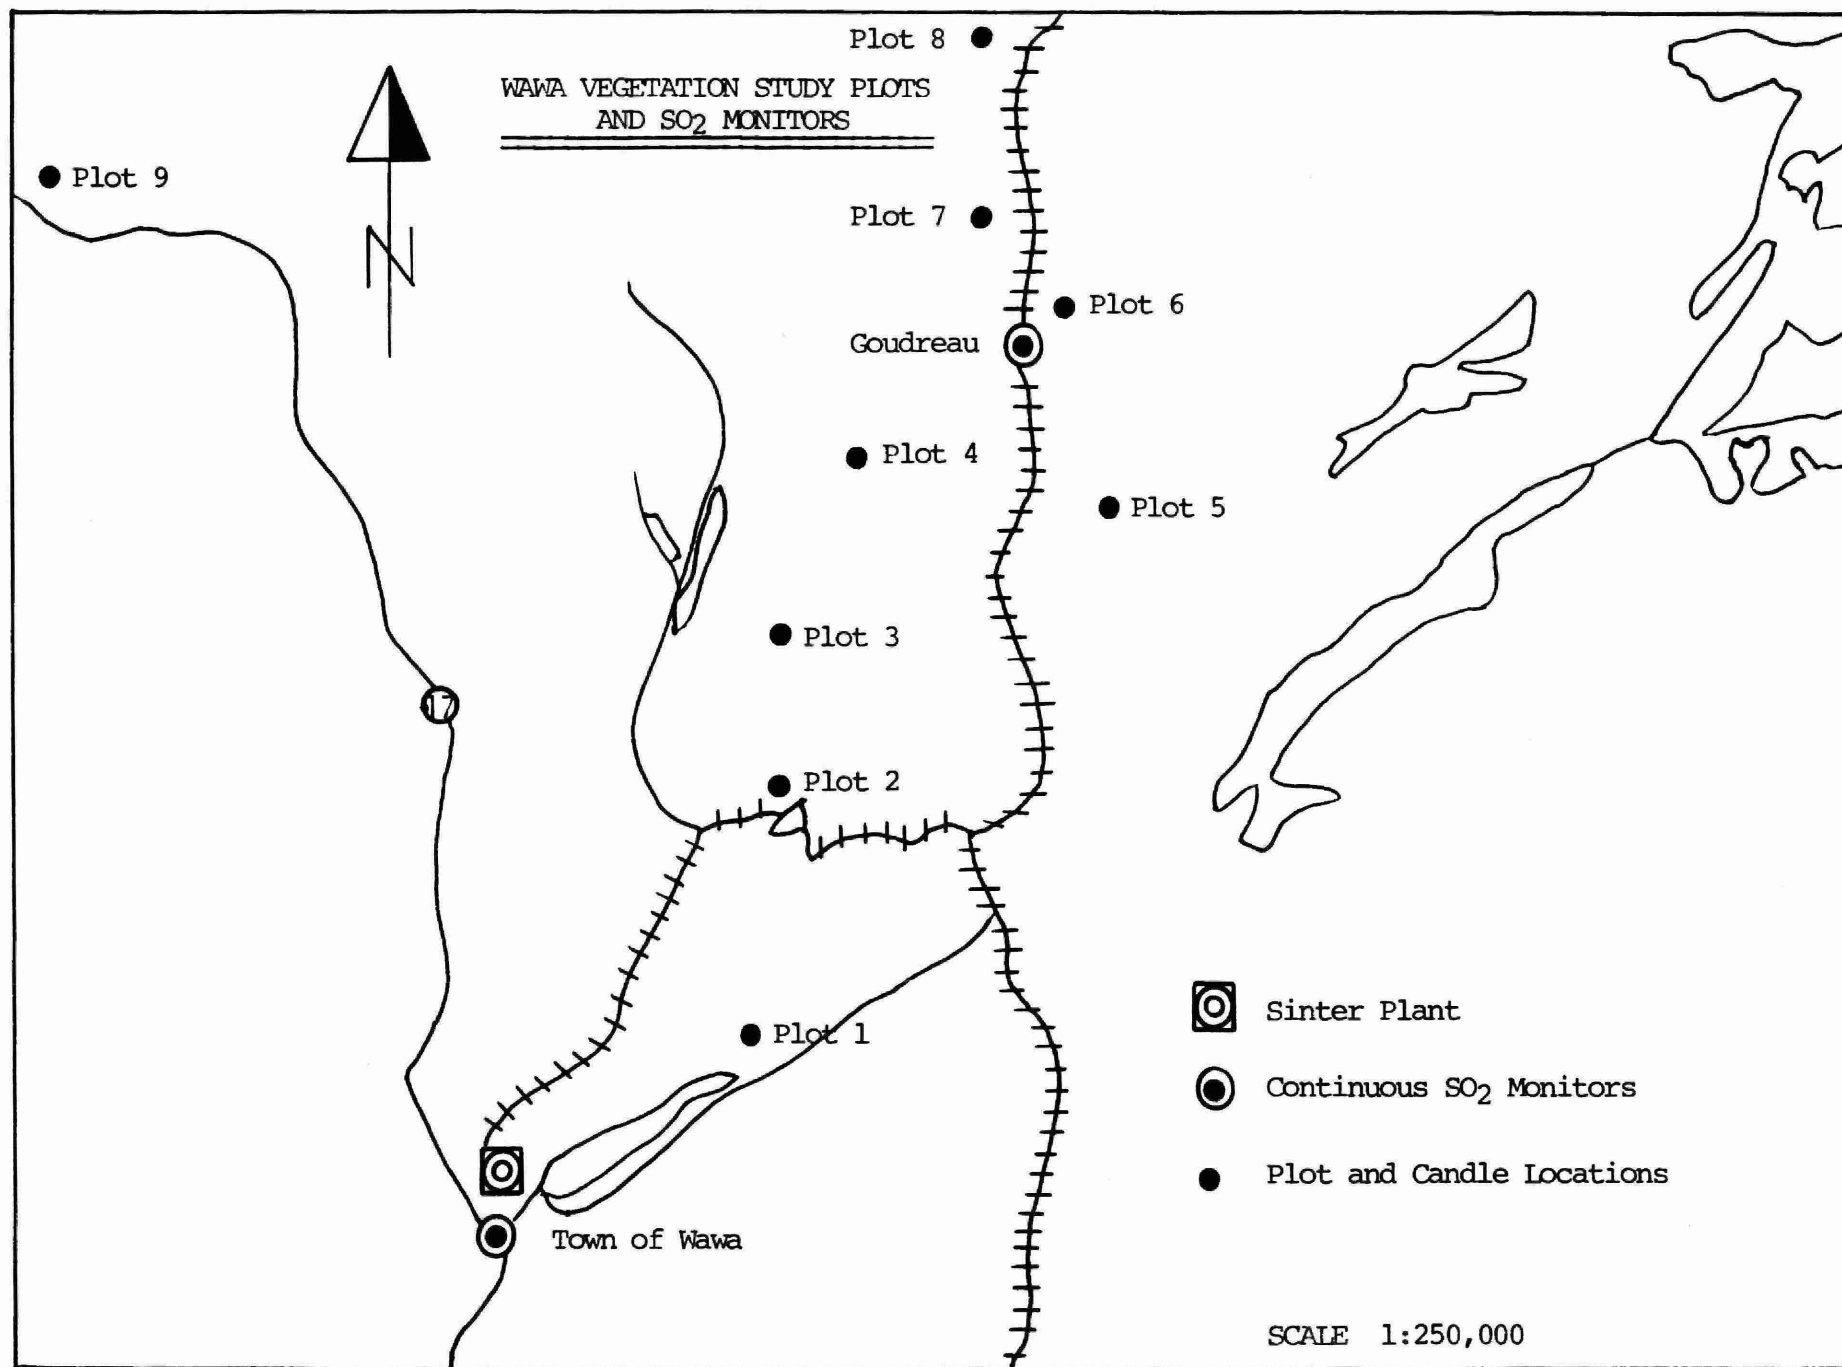 Plot 8
WAWA VEGETATION STUDY PLOTS
AND SO2 MONITORS
Plot 9
Plot 7
N
Plot 6
Goudreau
Plot 4
Plot 5
Plot 3
17
Plot 2
Sinter Plant
Plot 1
Continuous SO2 Monitors
Plot and Candle Locations
Town of Wawa
SCALE 1:250,000